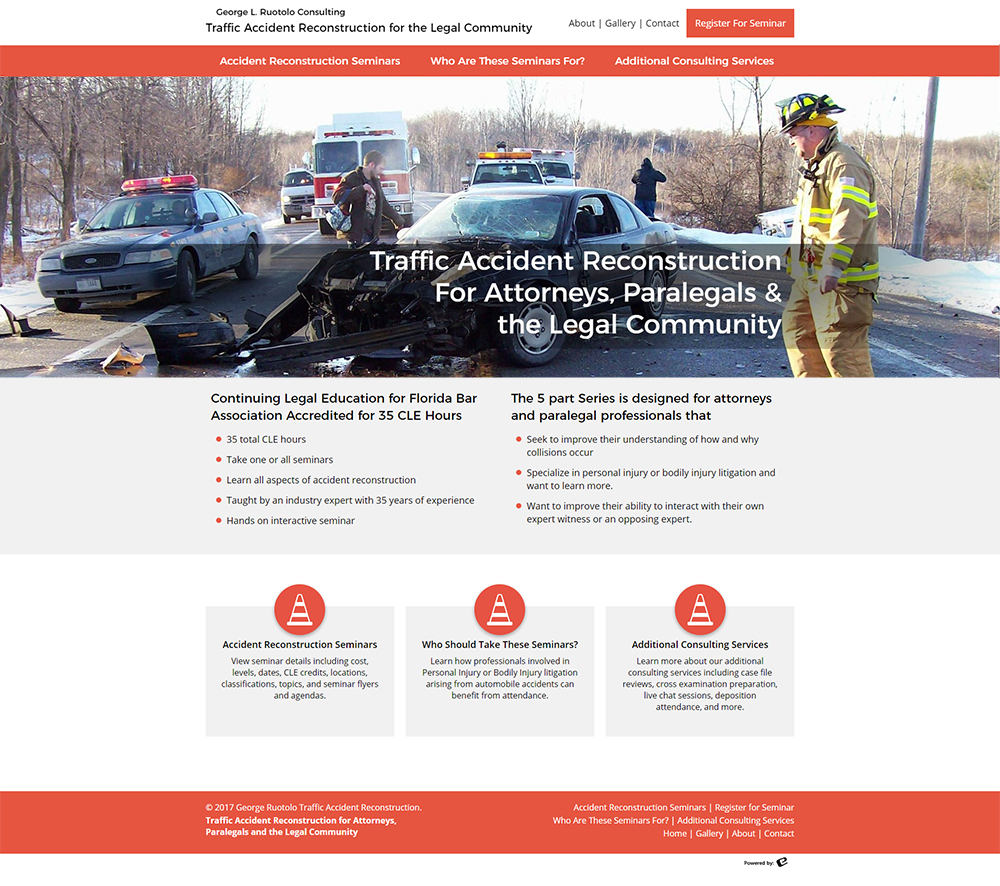 George L. Ruotolo Consulting
Traffic Accident Reconstruction for the Legal Community
About | Gallery | Contact
Register For Seminar
Accident Reconstruction Seminars
Who Are These Seminars For?
Additional Consulting Services
Traffic Accident Reconstruction
For Attorneys, Paralegals &
the Legal Community
Continuing Legal Education for Florida Bar
Association Accredited for 35 CLE Hours
35 total CLE hours
Take one or all seminars
Learn all aspects of accident reconstruction
Taught by an industry expert with 35 years of experience
Hands on interactive seminar
The 5 part Series is designed for attorneys
and paralegal professionals that
Seek to improve their understanding of how and why
collisions occur
Specialize in personal injury or bodily injury litigation and
want to learn more.
Want to improve their ability to interact with their own
expert witness or an opposing expert.
Accident Reconstruction Seminars
View seminar details including cost,
levels, dates, CLE credits, locations,
classifications, topics, and seminar flyers
and agendas.
Who Should Take These Seminars?
Learn how professionals involved in
Personal Injury or Bodily Injury litigation
arising from automobile accidents can
benefit from attendance.
Additional Consulting Services
Learn more about our additional
consulting services including case file
reviews, cross examination preparation,
live chat sessions, deposition
attendance, and more.
© 2017 George Ruotolo Traffic Accident Reconstruction.
Traffic Accident Reconstruction for Attorneys,
Paralegals and the Legal Community
Accident Reconstruction Seminars | Register for Seminar
Who Are These Seminars For? | Additional Consulting Services
Home | Gallery | About | Contact
Powered by: